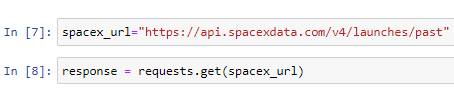 In [7]: spacex_url="https://api.spacexdata.com/v4/launches/past"
In [8]: response = requests.get(spacex_url)